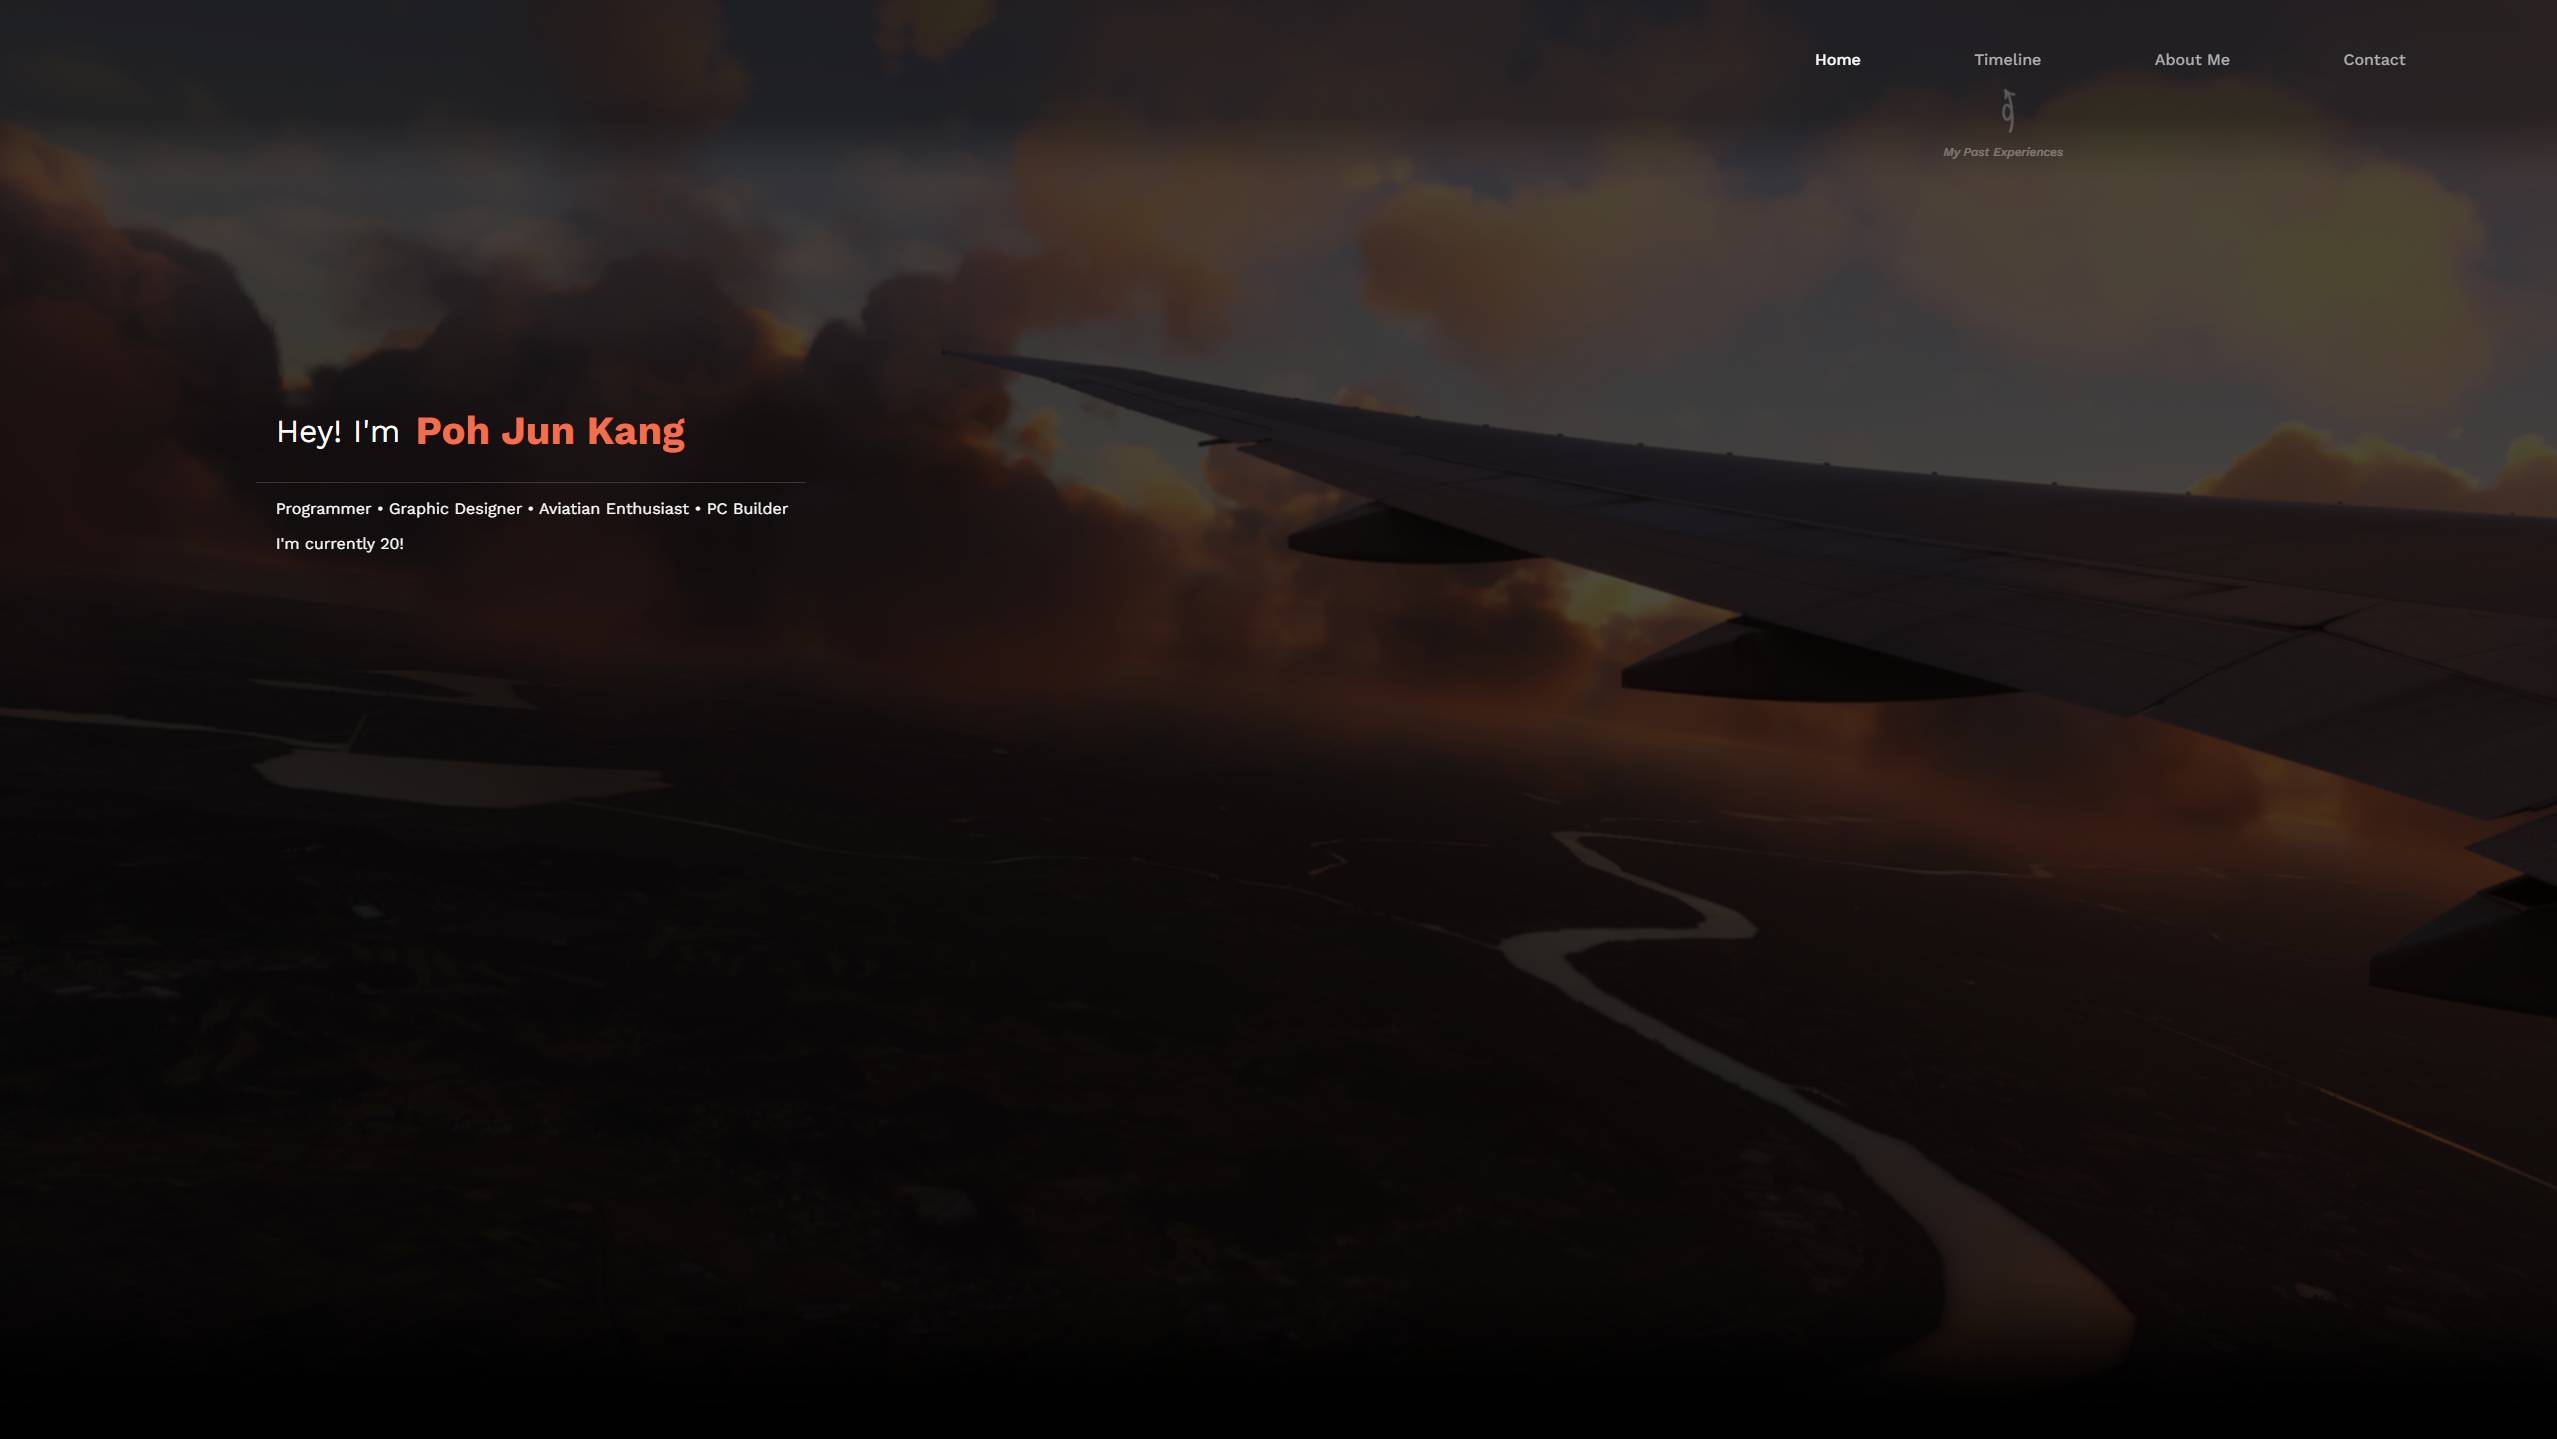 Home Timeline About Me Contact
My Past Experiences
Hey! I'm Poh Jun Kang
Programmer • Graphic Designer • Aviatian Enthusiast • PC Builder
I'm currently 20!